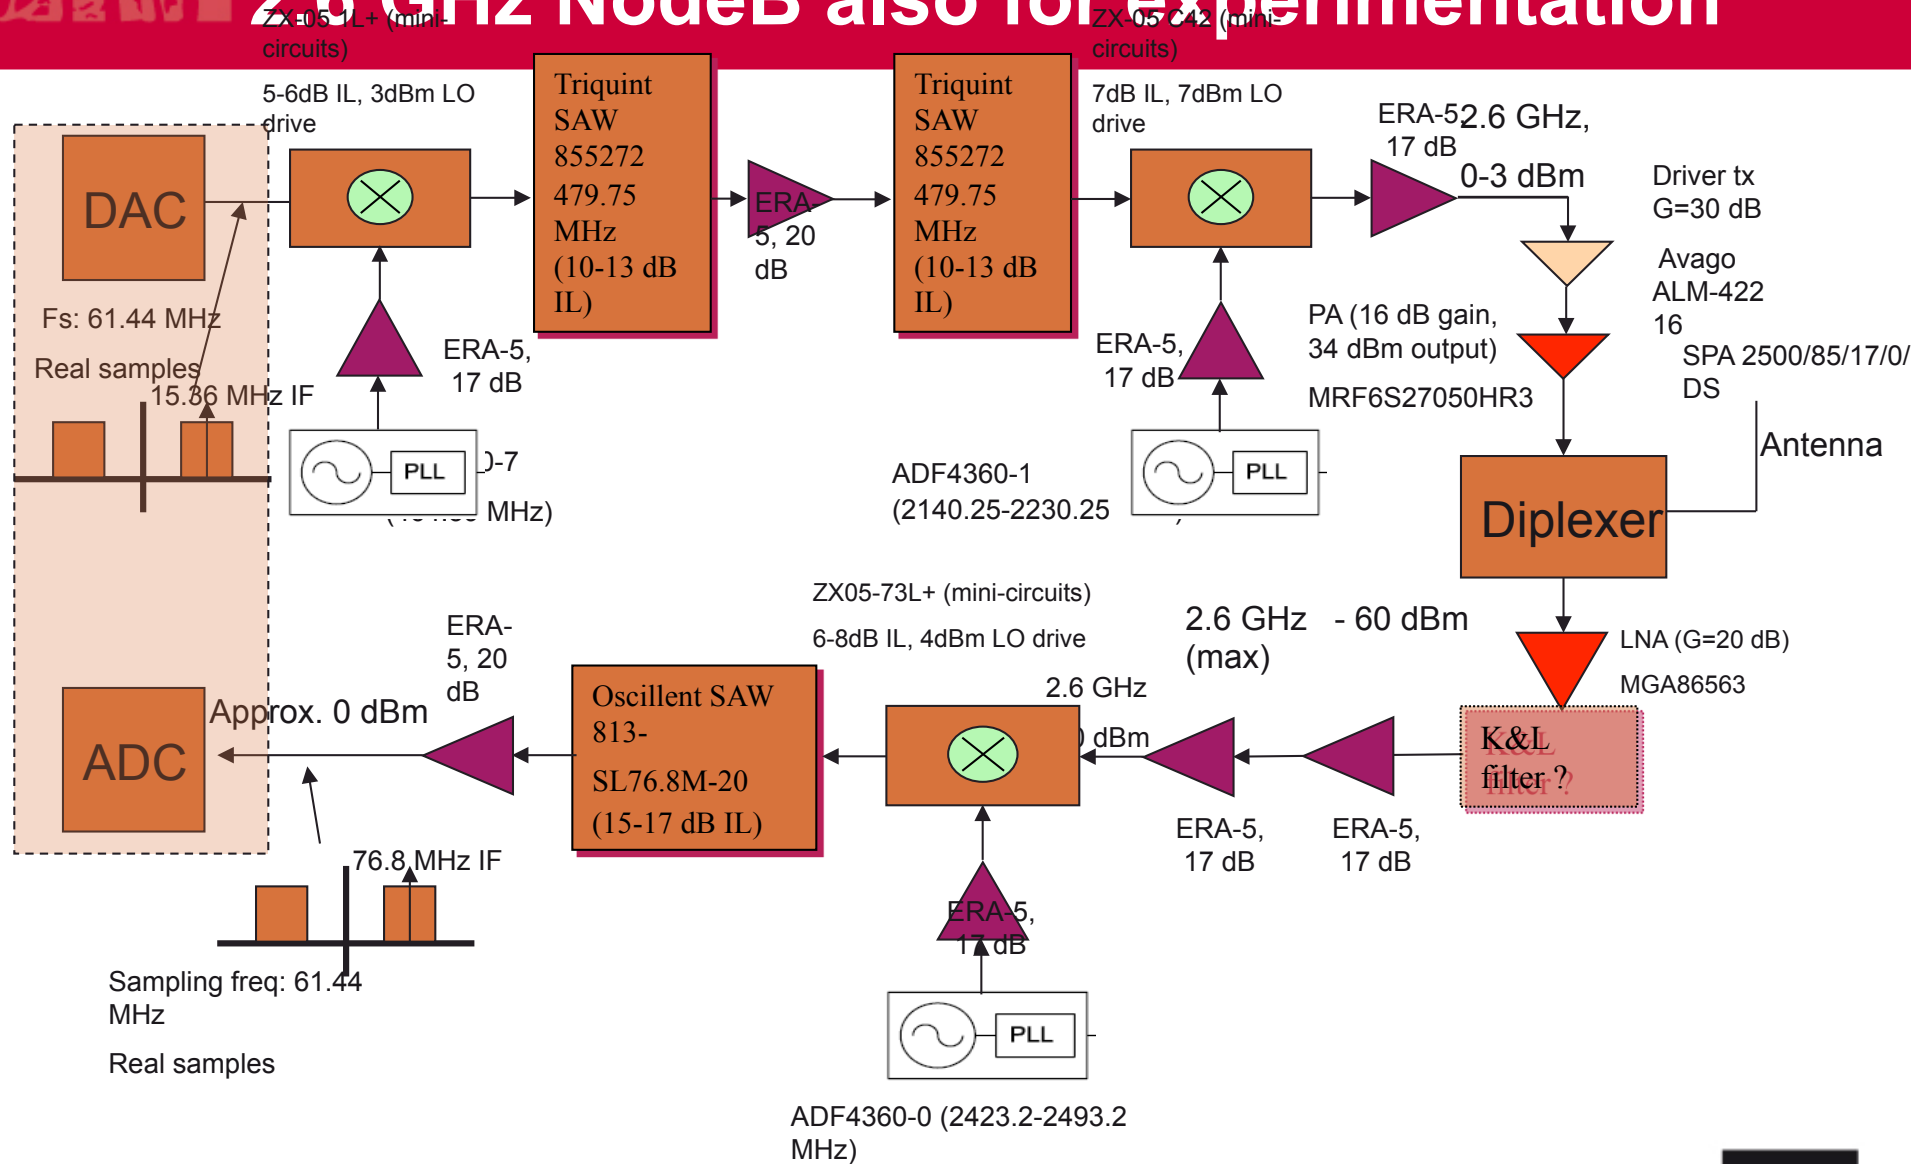 GHz NodeB also for experimentation
ZX-05 1L+ (mini-
circuits)
5-6dB IL, 3dBm LO
drive
Triquint
SAW
855272
479.75
MHz
(10-13 dB
IL)
ERA-
5, 20
dB
Triquint
SAW
855272
479.75
MHz
(10-13 dB
IL)
ZX-05 C42 (mini-
circuits)
7dB IL, 7dBm LO
drive
ERA-5,
17 dB
2.6 GHz,
0-3 dBm
Driver tx
G=30 dB
Avago
ALM-422
16
DAC
Fs: 61.44 MHz
Real samples
15.36 MHz IF
ERA-5,
17 dB
PLL
0-7
MHz)
ERA-5,
17 dB
PLL
ADF4360-1
(2140.25-2230.25
PA (16 dB gain,
34 dBm output)
MRF6S27050HR3
SPA 2500/85/17/0/
DS
Antenna
Diplexer
ZX05-73L+ (mini-circuits)
6-8dB IL, 4dBm LO drive
2.6 GHz - 60 dBm
(max)
LNA (G=20 dB)
MGA86563
K&L
filter ?
ERA-5,
17 dB
ERA-5,
17 dB
2.6 GHz
dBm
Oscillent SAW
813-
SL76.8M-20
(15-17 dB IL)
ERA-
5, 20
dB
Approx. 0 dBm
ADC
76.8 MHz IF
Sampling freq: 61.44
MHz
Real samples
ERA-5,
17 dB
PLL
ADF4360-0 (2423.2-2493.2
MHz)